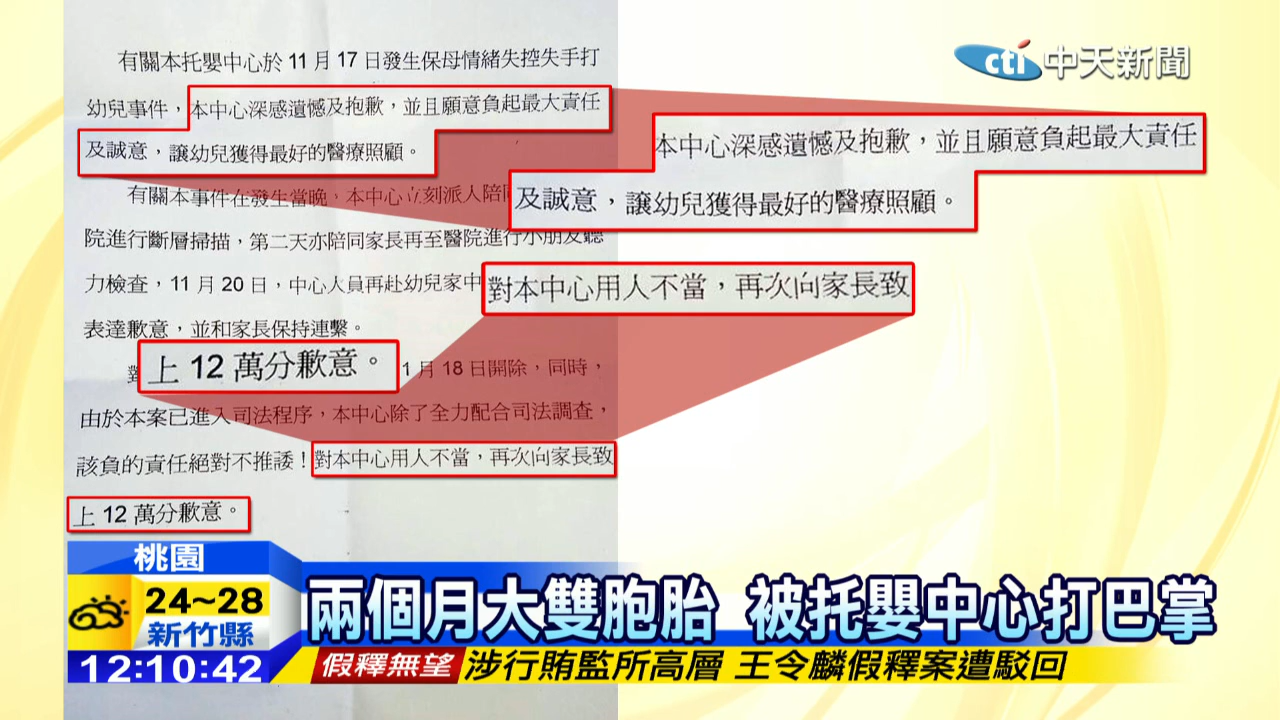 有關本托嬰中心於 11 月 17 日發生保母情緒失控失手打
幼兒事件，本中心深感遺憾及抱歉，並且願意負起最大責任
及誠意，讓幼兒獲得最好的醫療照顧。
有關本事件在發生當晚，本中心立刻派人陪
院進行斷層掃描，第二天亦陪同家長再至醫院進行小朋友聽
力檢查，11 月 20 日，中心人員再赴幼兒家中
表達歉意，並和家長保持連繫。
1 月 18 日開除，同時，
由於本案已進入司法程序，本中心除了全力配合司法調查，
該負的責任絕對不推諉！對本中心用人不當，再次向家長致
上 12 萬分歉意。
cti 中天新聞
本中心深感遺憾及抱歉，並且願意負起最大責任
及誠意，讓幼兒獲得最好的醫療照顧。
對本中心用人不當，再次向家長致
上 12 萬分歉意。
桃園
24~28
新竹縣
12:10:42
兩個月大雙胞胎 被托嬰中心打巴掌
假釋無望 涉行賄監所高層 王令麟假釋案遭駁回